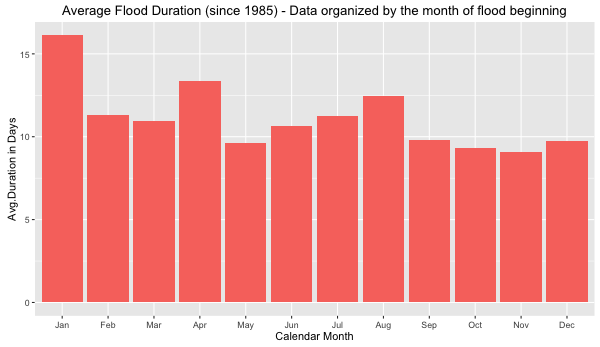 Average Flood Duration (since 1985) - Data organized by the month of flood beginning
Avg.Duration in Days
15
10
5
0
Jan Feb Mar Apr May Jun Jul Aug Sep Oct Nov Dec
Calendar Month